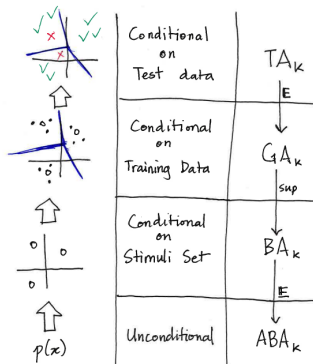 Conditional
on
Test data
TA_k
E
Conditional
on
Training Data
GA_k
sup
Conditional
on
Stimuli Set
BA_k
E
p(x)
Unconditional
ABA_k